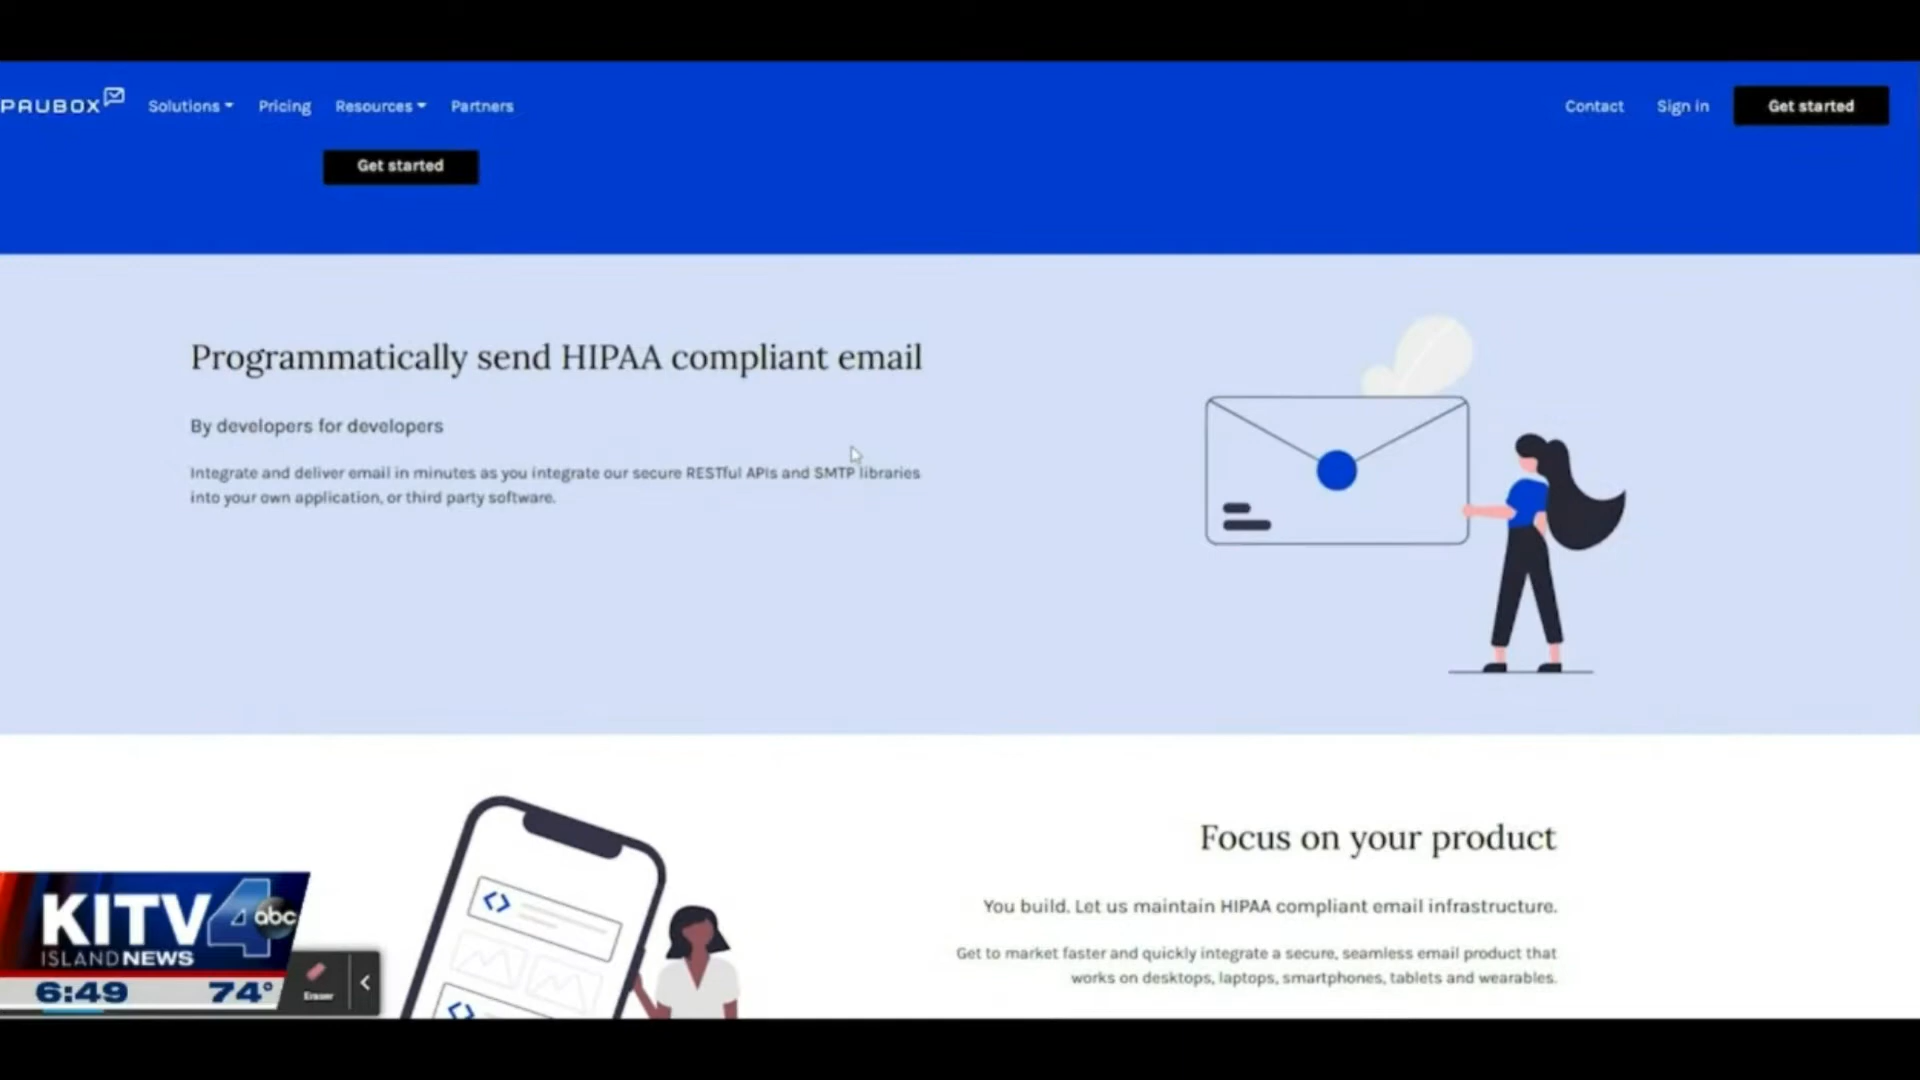 PAUBOX
Solutions
Pricing
Resources
Partners
Contact
Sign in
Get started
Get started
Programmatically send HIPAA compliant email
By developers for developers
Integrate and deliver email in minutes as you integrate our secure RESTful APIs and SMTP libraries
into your own application, or third party software.
Focus on your product
You build. Let us maintain HIPAA compliant email infrastructure.
Get to market faster and quickly integrate a secure, seamless email product that
works on desktops, laptops, smartphones, tablets and wearables.
KITV4 abc
ISLAND NEWS
6:49 74°
Eraser